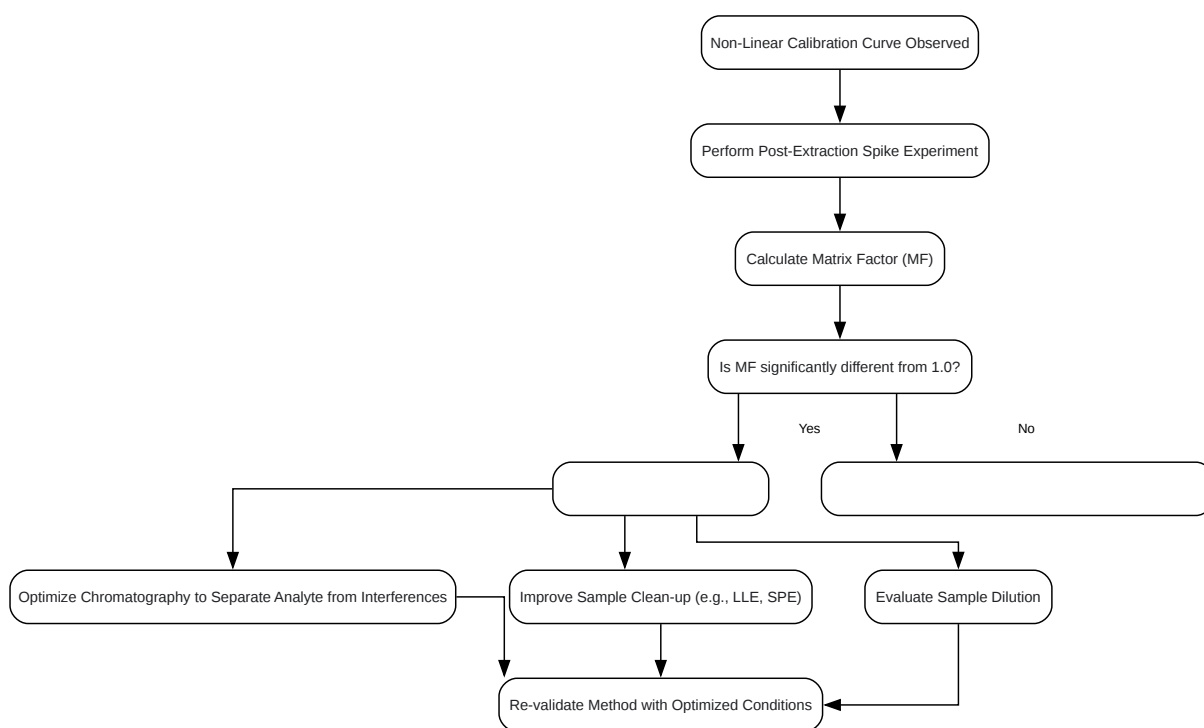 Non-Linear Calibration Curve Observed
Perform Post-Extraction Spike Experiment
Calculate Matrix Factor (MF)
Is MF significantly different from 1.0?
Yes
No
Optimize Chromatography to Separate Analyte from Interferences
Improve Sample Clean-up (e.g., LLE, SPE)
Evaluate Sample Dilution
Re-validate Method with Optimized Conditions